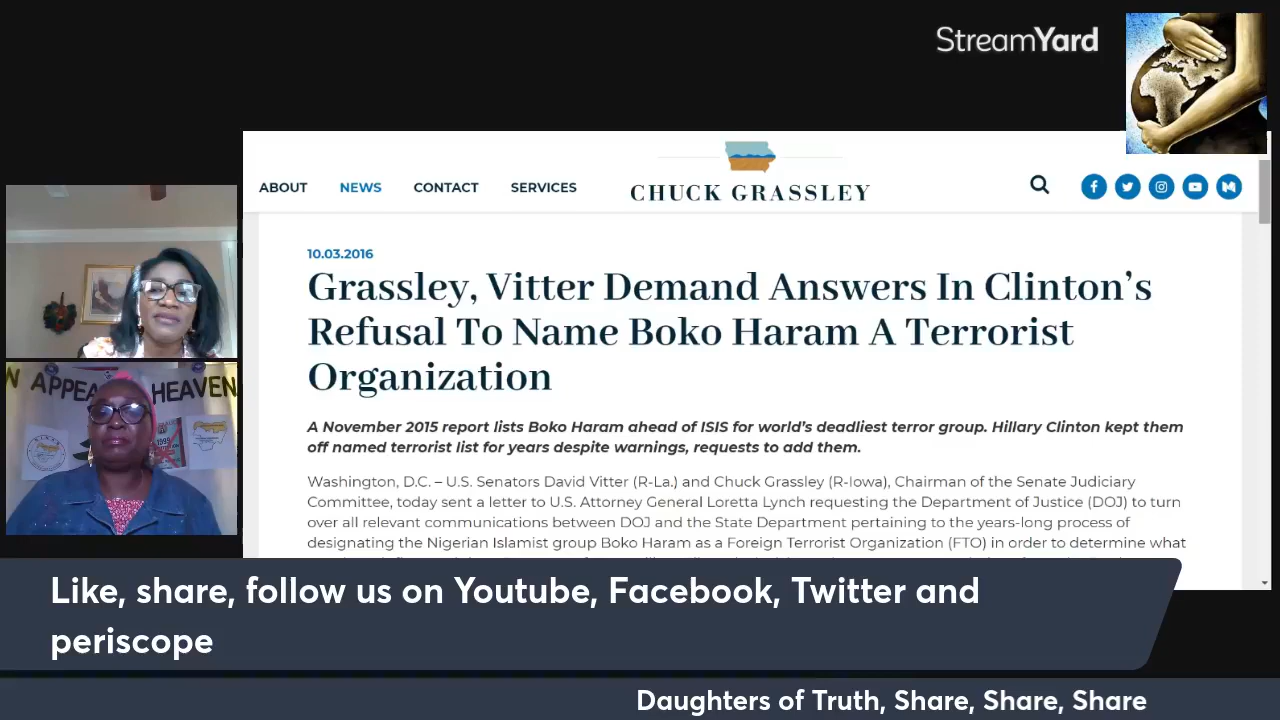 StreamYard
ABOUT
NEWS
CONTACT
SERVICES
CHUCK GRASSLEY
10.03.2016
Grassley, Vitter Demand Answers In Clinton's
Refusal To Name Boko Haram A Terrorist
Organization
A November 2015 report lists Boko Haram ahead of ISIS for world's deadliest terror group. Hillary Clinton kept them
off named terrorist list for years despite warnings, requests to add them.
Washington, D.C. – U.S. Senators David Vitter (R-La.) and Chuck Grassley (R-Iowa), Chairman of the Senate Judiciary
Committee, today sent a letter to U.S. Attorney General Loretta Lynch requesting the Department of Justice (DOJ) to turn
over all relevant communications between DOJ and the State Department pertaining to the years-long process of
designating the Nigerian Islamist group Boko Haram as a Foreign Terrorist Organization (FTO) in order to determine what
HEAVEN
1999
Like, share, follow us on Youtube, Facebook, Twitter and
periscope
Daughters of Truth, Share, Share, Share